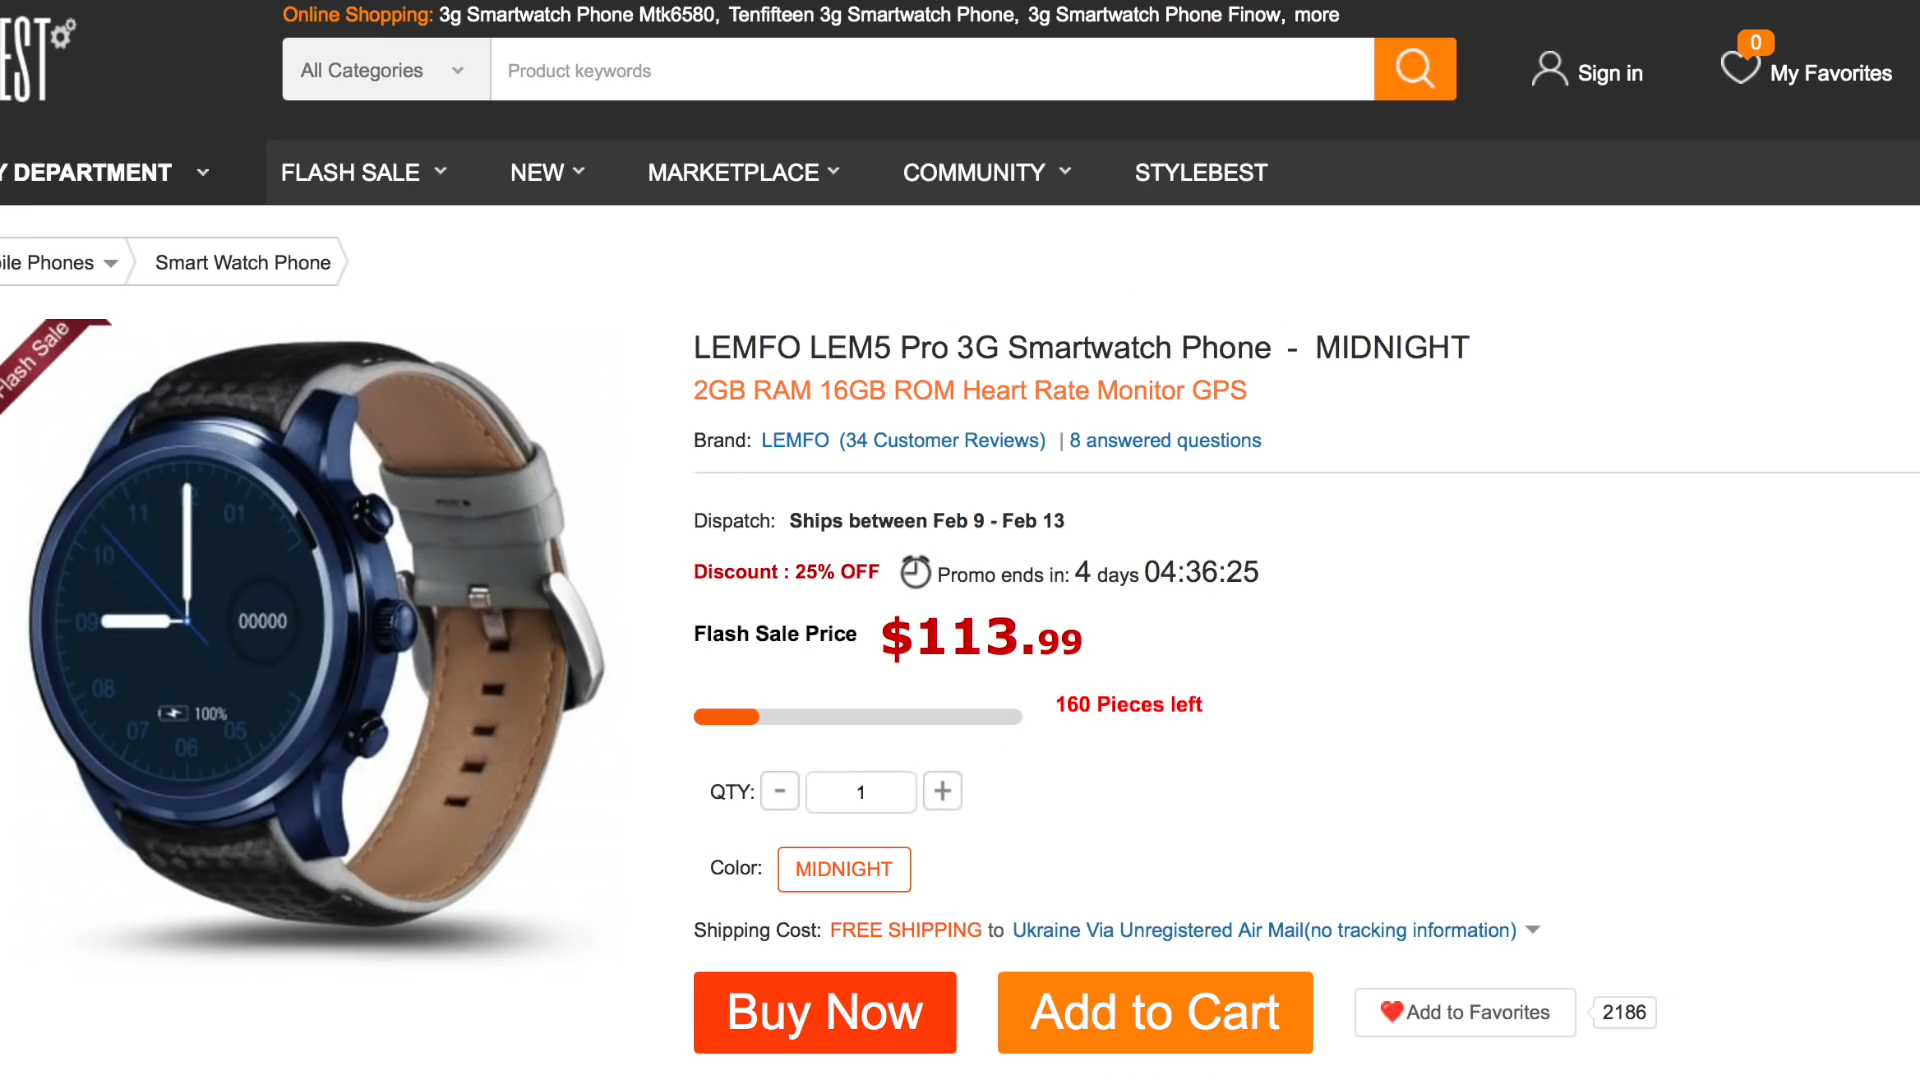 Online Shopping: 3g Smartwatch Phone Mtk6580, Tenfifteen 3g Smartwatch Phone, 3g Smartwatch Phone Finow, more
EST
All Categories
Product keywords
Sign in
0
My Favorites
Y DEPARTMENT
FLASH SALE
NEW
MARKETPLACE
COMMUNITY
STYLEBEST
ile Phones
Smart Watch Phone
Flash Sale
LEMFO LEM5 Pro 3G Smartwatch Phone - MIDNIGHT
2GB RAM 16GB ROM Heart Rate Monitor GPS
Brand: LEMFO (34 Customer Reviews) | 8 answered questions
Dispatch: Ships between Feb 9 - Feb 13
Discount : 25% OFF
Promo ends in: 4 days 04:36:25
Flash Sale Price $113.99
160 Pieces left
QTY: - 1 +
Color: MIDNIGHT
Shipping Cost: FREE SHIPPING to Ukraine Via Unregistered Air Mail(no tracking information)
Buy Now
Add to Cart
Add to Favorites
2186
11
01
10
09
00000
08
100%
07
06
05